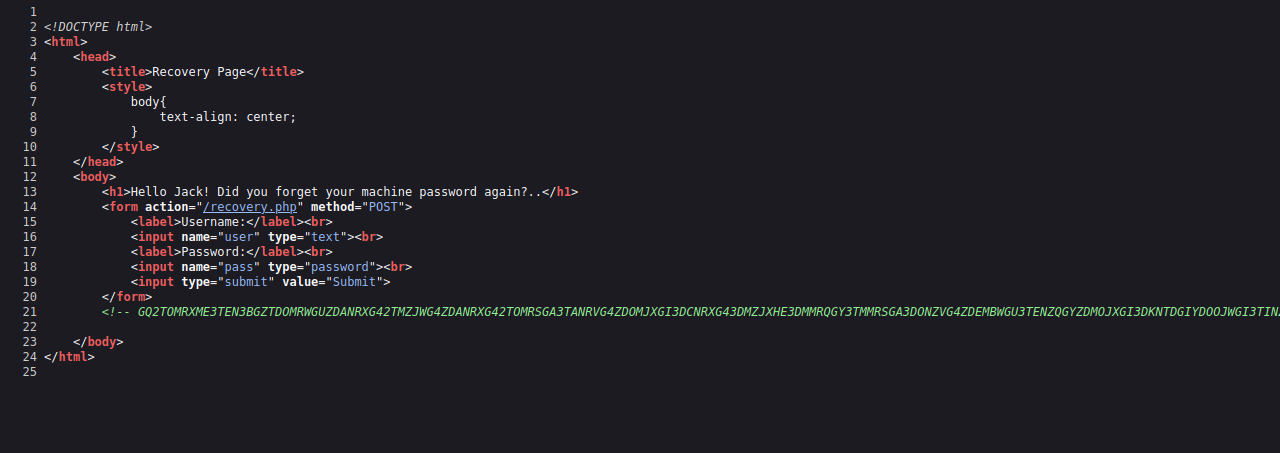 1
2 <!DOCTYPE html>
3 <html>
4     <head>
5         <title>Recovery Page</title>
6         <style>
7             body{
8                 text-align: center;
9             }
10         </style>
11     </head>
12     <body>
13         <h1>Hello Jack! Did you forget your machine password again?..</h1>
14         <form action="/recovery.php" method="POST">
15             <label>Username:</label><br>
16             <input name="user" type="text"><br>
17             <label>Password:</label><br>
18             <input name="pass" type="password"><br>
19             <input type="submit" value="Submit">
20         </form>
21         <!-- GQ2TOMRXME3TEN3BGZTDOMRWGUZDANRXG42TMZJWG4ZDANRXG42TOMRSGA3TANRVG4ZDOMJXGI3DCNRXG43DMZJXHE3DMMRQGY3TMMRSGA3DONZVG4ZDEMBWGU3TENZQGYZDMOJXGI3DKNTDGIYDOOJWGI3TINZ
22
23     </body>
24 </html>
25